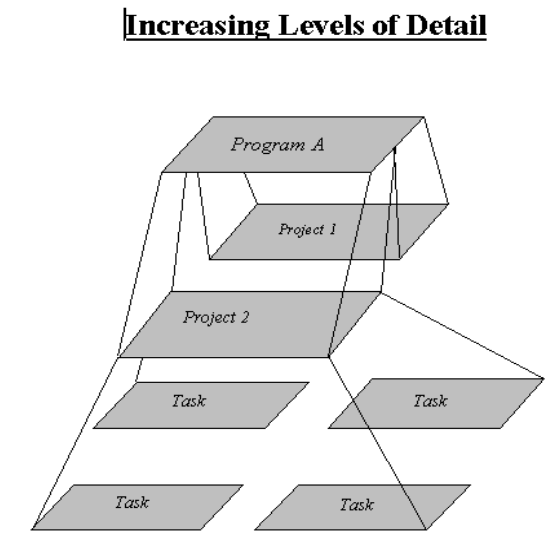 Increasing Levels of Detail
Program A
Project 1
Project 2
Task
Task
Task
Task